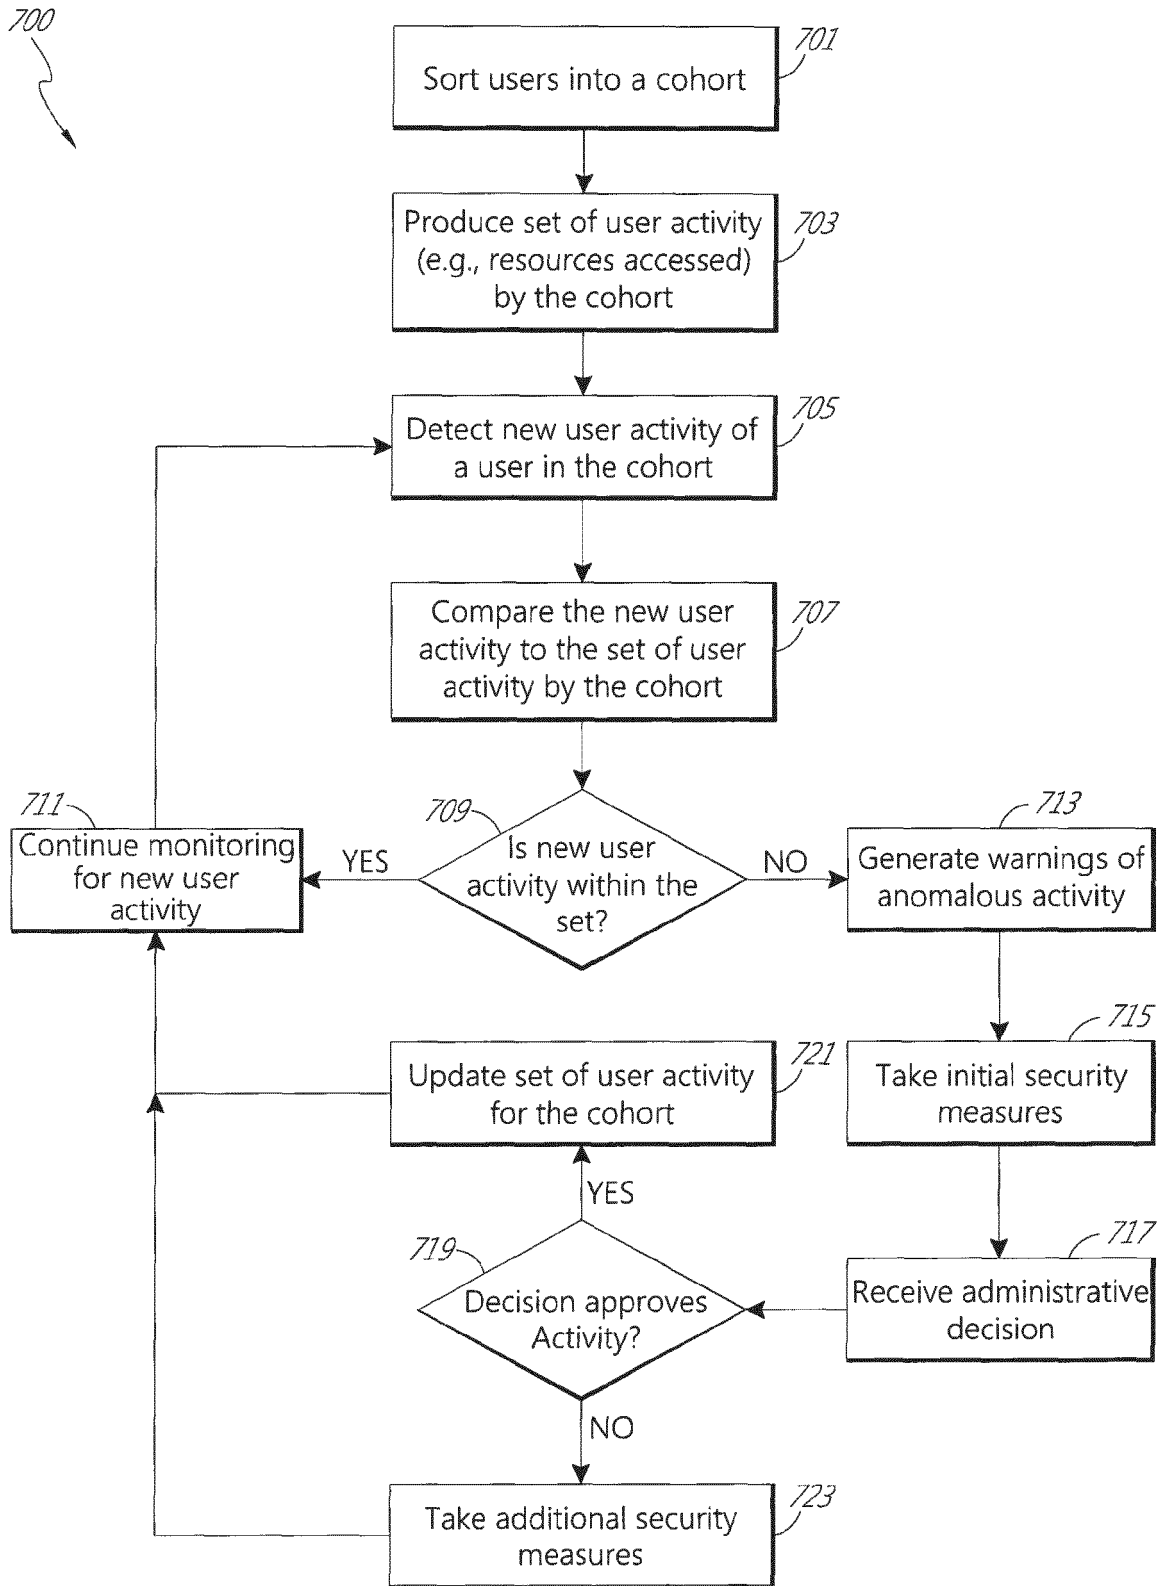 700
701
Sort users into a cohort
703
Produce set of user activity
(e.g., resources accessed)
by the cohort
705
Detect new user activity of
a user in the cohort
707
Compare the new user
activity to the set of user
activity by the cohort
709
Is new user
activity within the
set?
YES
711
Continue monitoring
for new user
activity
NO
713
Generate warnings of
anomalous activity
715
Take initial security
measures
717
Receive administrative
decision
719
Decision approves
Activity?
YES
721
Update set of user activity
for the cohort
NO
723
Take additional security
measures